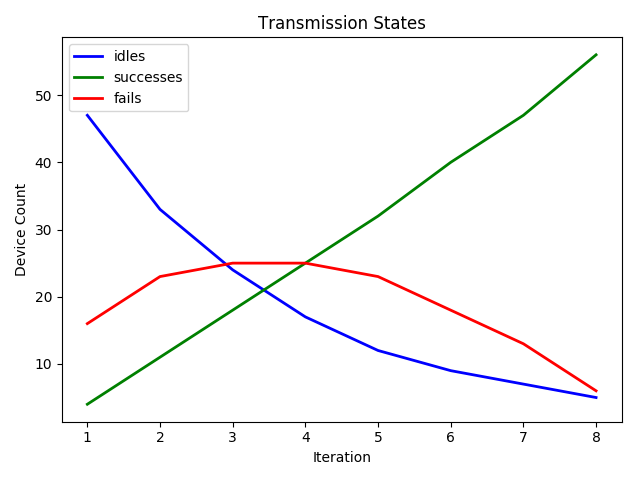 Transmission States
idles
successes
fails
Device Count
50
40
30
20
10
1 2 3 4 5 6 7 8
Iteration